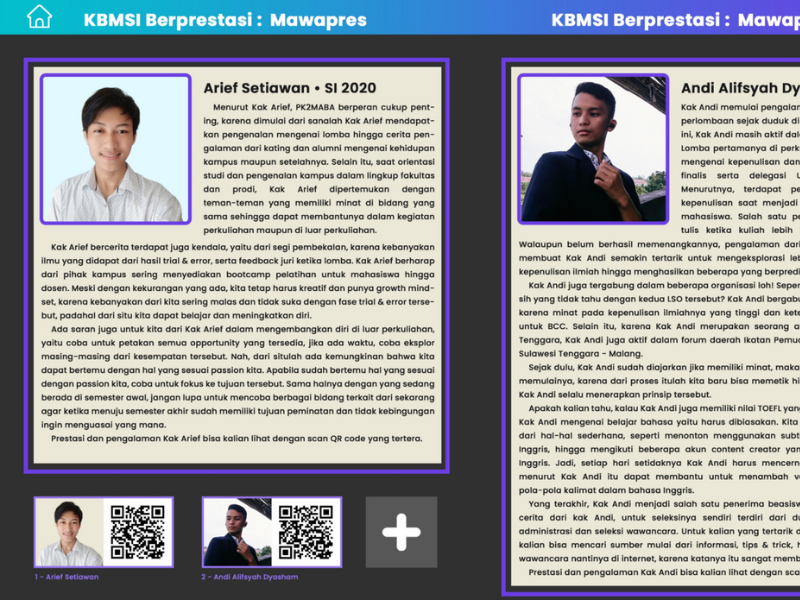 KBMSI Berprestasi : Mawapres
Arief Setiawan • SI 2020
Menurut Kak Arief, PK2MABA berperan cukup pent-
ing, karena dimulai dari sanalah Kak Arief mendapat-
kan pengenalan mengenai lomba hingga cerita pen-
galaman dari kating dan alumni mengenai kehidupan
kampus maupun setelahnya. Selain itu, saat orientasi
studi dan pengenalan kampus dalam lingkup fakultas
dan prodi, Kak Arief dipertemukan dengan
teman-teman yang memiliki minat di bidang yang
sama sehingga dapat membantunya dalam kegiatan
perkuliahan maupun di luar perkuliahan.
Kak Arief bercerita terdapat juga kendala, yaitu dari segi pembekalan, karena kebanyakan
ilmu yang didapat dari hasil trial & error, serta feedback juri ketika lomba. Kak Arief berharap
dari pihak kampus sering menyediakan bootcamp pelatihan untuk mahasiswa hingga
dosen. Meski dengan kekurangan yang ada, kita tetap harus kreatif dan punya growth mind-
set, karena kebanyakan dari kita sering malas dan tidak suka dengan fase trial & error terse-
but, padahal dari situ kita dapat belajar dan meningkatkan diri.
Ada saran juga untuk kita dari Kak Arief dalam mengembangkan diri di luar perkuliahan,
yaitu coba untuk petakan semua opportunity yang tersedia, jika ada waktu, coba eksplor
masing-masing dari kesempatan tersebut. Nah, dari situlah ada kemungkinan bahwa kita
dapat bertemu dengan hal yang sesuai passion kita. Apabila sudah bertemu hal yang sesuai
dengan passion kita, coba untuk fokus ke tujuan tersebut. Sama halnya dengan yang sedang
berada di semester awal, jangan lupa untuk mencoba berbagai bidang terkait dari sekarang
agar ketika menuju semester akhir sudah memiliki tujuan peminatan dan tidak kebingungan
ingin menguasai yang mana.
Prestasi dan pengalaman Kak Arief bisa kalian lihat dengan scan QR code yang tertera.
1 - Arief Setiawan
2 - Andi Alifsyah Dyasham
KBMSI Berprestasi : Mawap
Andi Alifsyah Dya
Kak Andi memulai pengalam
perlombaan sejak duduk di
ini, Kak Andi masih aktif dal
Lomba pertamanya di perk
mengenai kepenulisan dan
finalis serta delegasi U
Menurutnya, terdapat pe
kepenulisan saat menjadi
mahasiswa. Salah satu pe
tulis ketika kuliah lebih
Walaupun belum berhasil memenangkannya, pengalaman dar
membuat Kak Andi semakin tertarik untuk mengeksplorasi leb
kepenulisan ilmiah hingga menghasilkan beberapa yang berpredi
Kak Andi juga tergabung dalam beberapa organisasi loh! Sepe
sih yang tidak tahu dengan kedua LSO tersebut? Kak Andi bergab
karena minat pada kepenulisan ilmiahnya yang tinggi dan kete
untuk BCC. Selain itu, karena Kak Andi merupakan seorang a
Tenggara, Kak Andi juga aktif dalam forum daerah Ikatan Pemud
Sulawesi Tenggara - Malang.
Sejak dulu, Kak Andi sudah diajarkan jika memiliki minat, maka
memulainya, karena dari proses itulah kita baru bisa memetik hi
Kak Andi selalu menerapkan prinsip tersebut.
Apakah kalian tahu, kalau Kak Andi juga memiliki nilai TOEFL yang
Kak Andi mengenai belajar bahasa yaitu harus dibiasakan. Kita
dari hal-hal sederhana, seperti menonton menggunakan subt
Inggris, hingga mengikuti beberapa akun content creator yan
Inggris. Jadi, setiap hari setidaknya Kak Andi harus mencern
menurut Kak Andi itu dapat membantu untuk menambah v
pola-pola kalimat dalam bahasa Inggris.
Yang terakhir, Kak Andi menjadi salah satu penerima beasisw
cerita dari kak Andi, untuk seleksinya sendiri terdiri dari du
administrasi dan seleksi wawancara. Untuk kalian yang tertarik d
kalian bisa mencari sumber mulai dari informasi, tips & trick, h
wawancara nantinya di internet, karena katanya itu sangat memb
Prestasi dan pengalaman Kak Andi bisa kalian lihat dengan sca